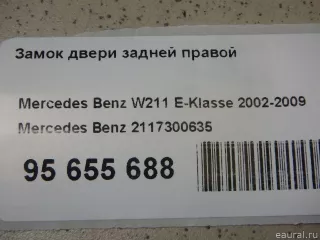 Замок двери задней правой
Mercedes Benz W211 E-Klasse 2002-2009
Mercedes Benz 2117300635
95 655 688
eaural.ru